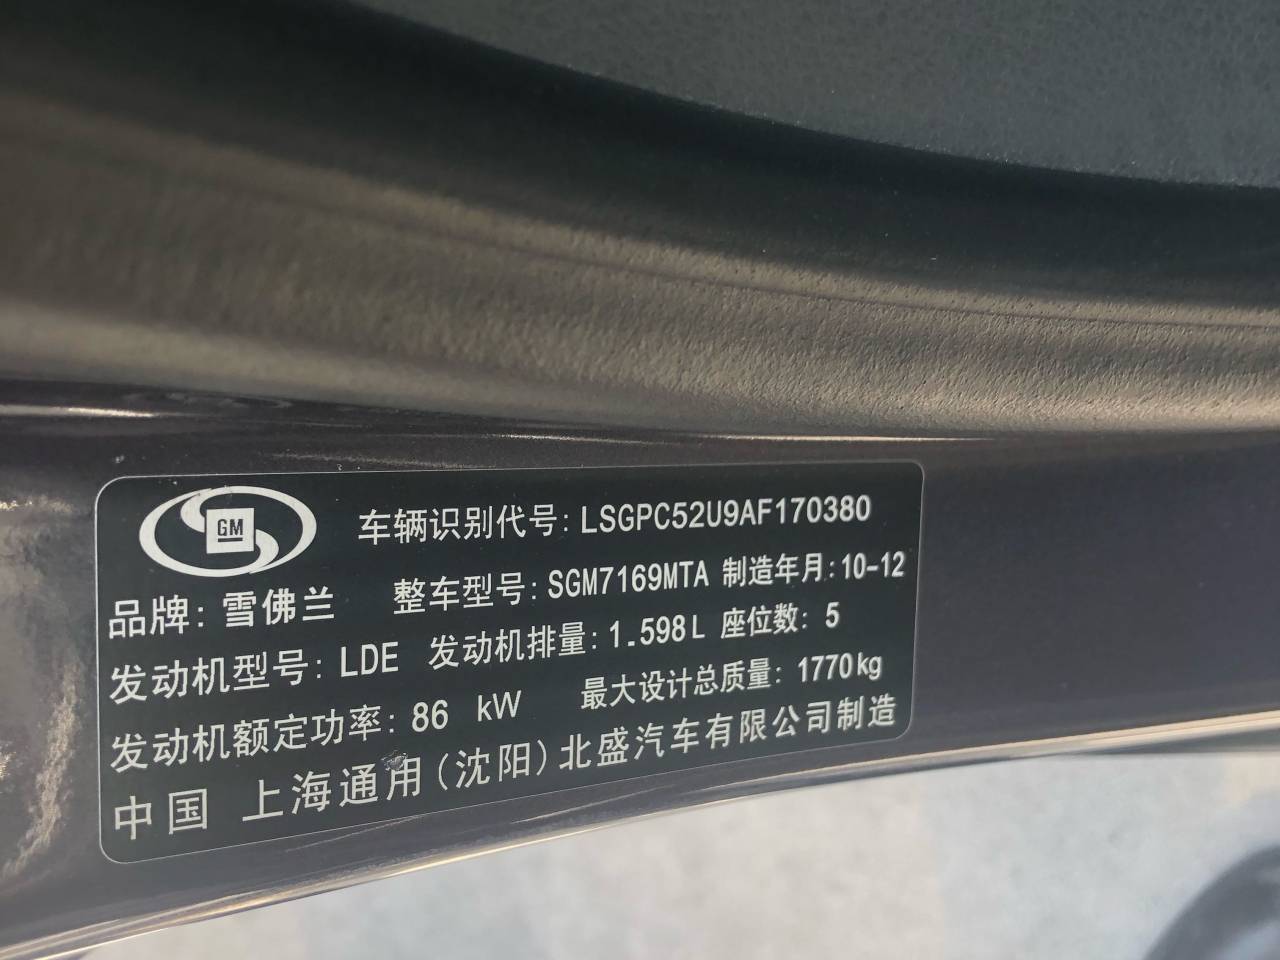 GM
车辆识别代号: LSGPC52U9AF170380
品牌: 雪佛兰 整车型号: SGM7169MTA 制造年月: 10-12
发动机型号: LDE 发动机排量: 1.598L 座位数: 5
发动机额定功率: 86 kW 最大设计总质量: 1770kg
中国 上海通用(沈阳)北盛汽车有限公司制造